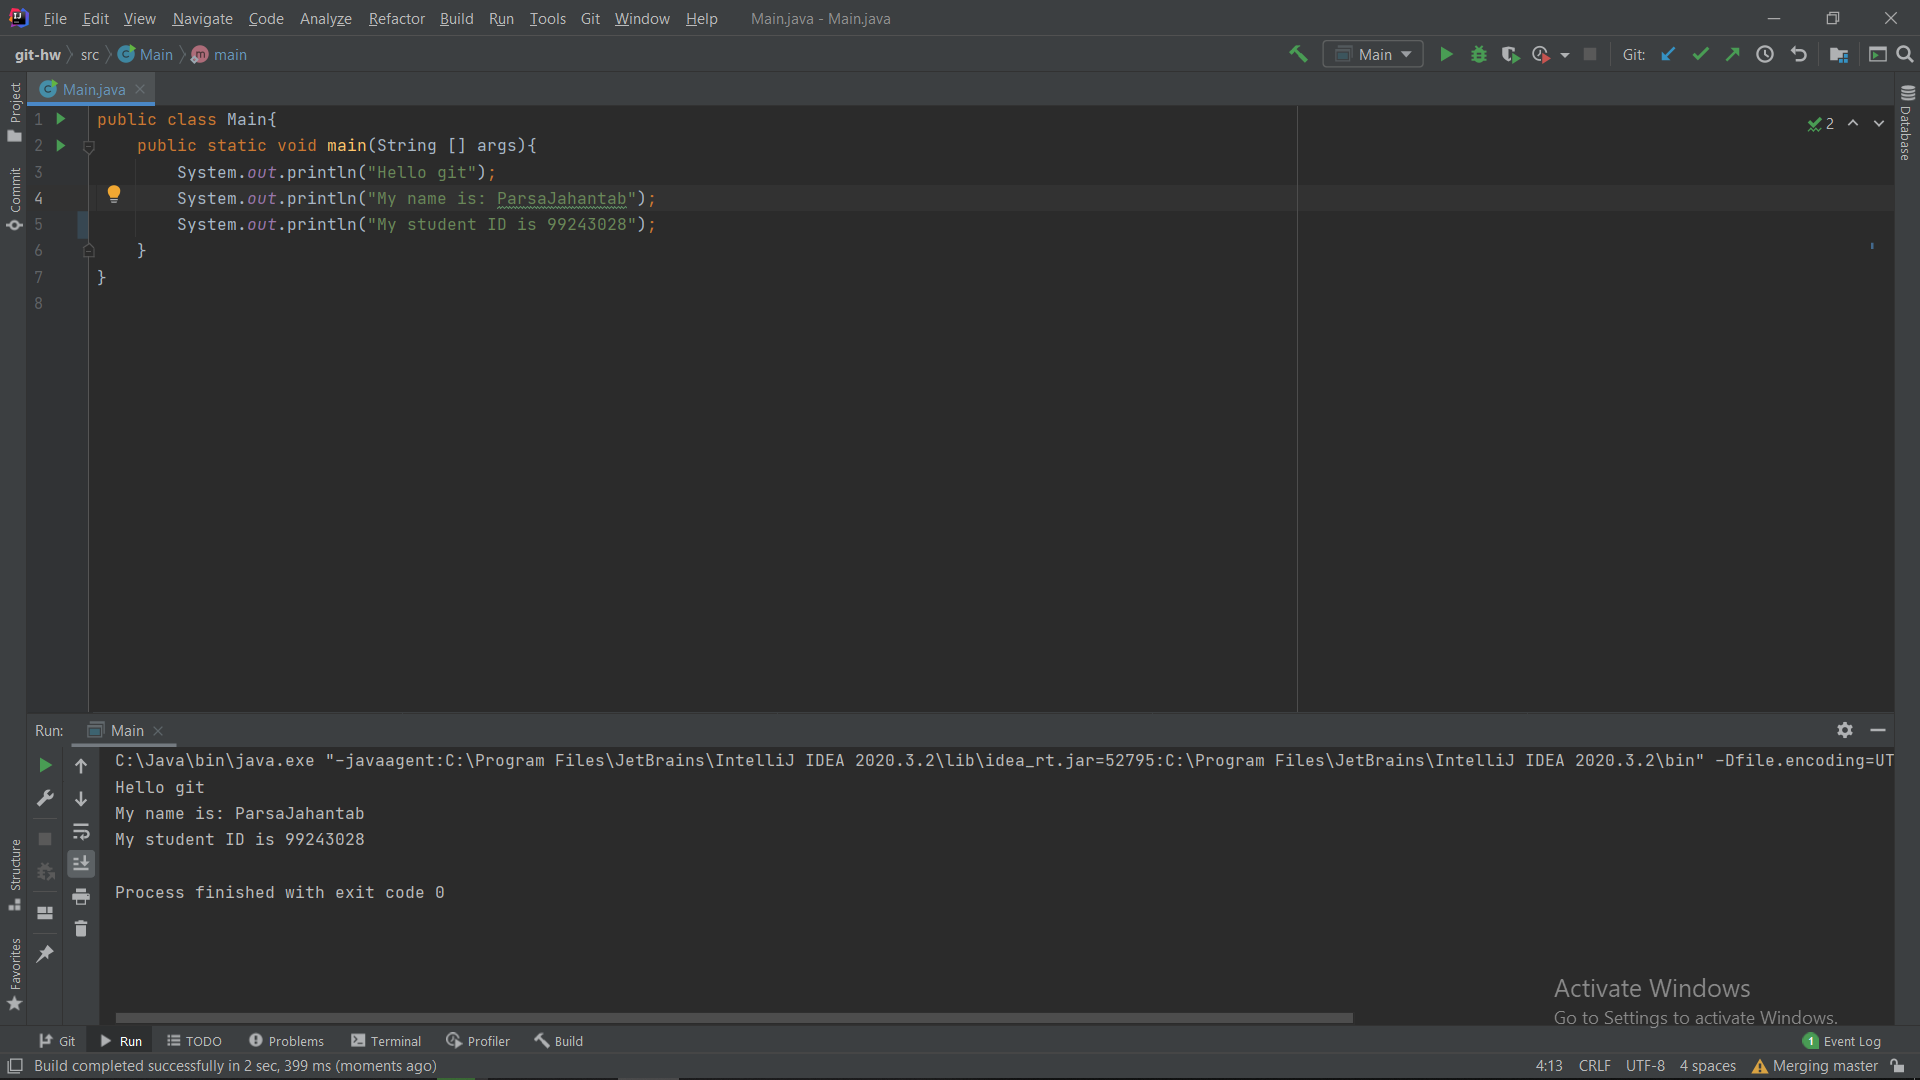 File Edit View Navigate Code Analyze Refactor Build Run Tools Git Window Help Main.java - Main.java
git-hw src Main main
Main Git:
Project
Commit
Structure
Favorites
Database
Main.java
2
1 public class Main{
2 public static void main(String [] args){
3 System.out.println("Hello git");
4 System.out.println("My name is: ParsaJahantab");
5 System.out.println("My student ID is 99243028");
6 }
7 }
8
Run: Main
C:\Java\bin\java.exe "-javaagent:C:\Program Files\JetBrains\IntelliJ IDEA 2020.3.2\lib\idea_rt.jar=52795:C:\Program Files\JetBrains\IntelliJ IDEA 2020.3.2\bin" -Dfile.encoding=UT
Hello git
My name is: ParsaJahantab
My student ID is 99243028
Process finished with exit code 0
Activate Windows
Go to Settings to activate Windows.
Git Run TODO Problems Terminal Profiler Build 1 Event Log
Build completed successfully in 2 sec, 399 ms (moments ago) 4:13 CRLF UTF-8 4 spaces Merging master